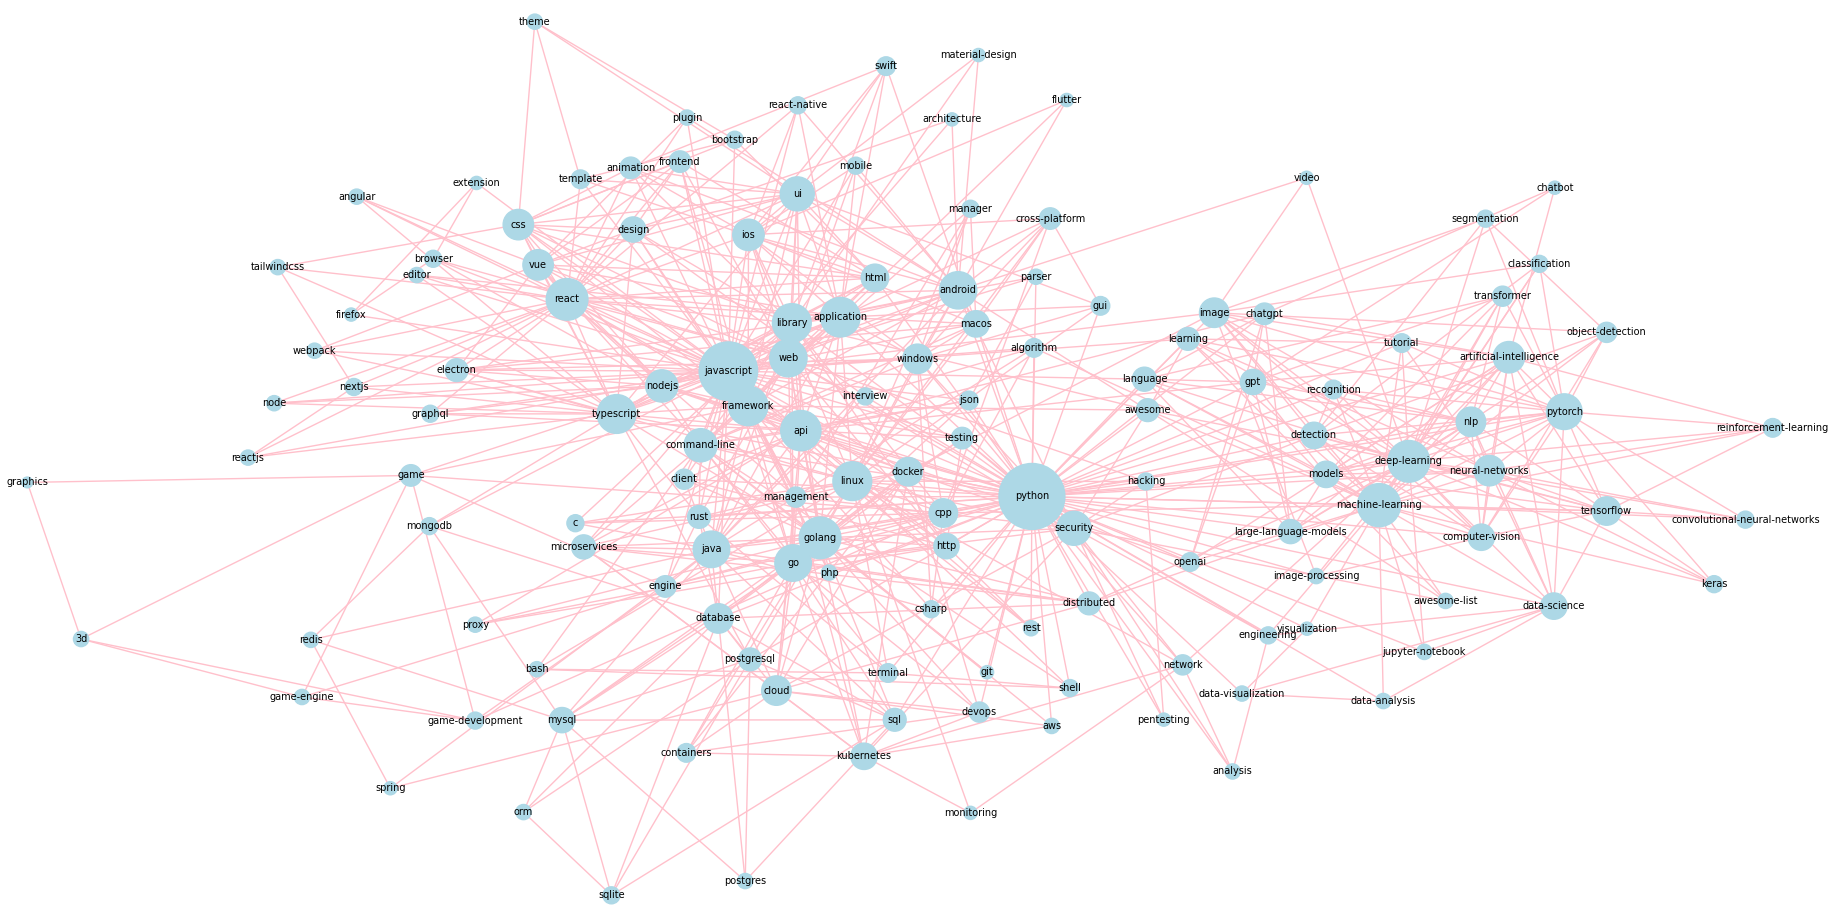 theme
material-design
swift
flutter
react-native
plugin
architecture
bootstrap
frontend
animation
mobile
template
video
extension
chatbot
angular
ui
manager
segmentation
cross-platform
css
design
ios
browser
vue
classification
tailwindcss
editor
html
parser
android
transformer
react
gui
firefox
image
chatgpt
application
library
macos
object-detection
learning
tutorial
algorithm
webpack
artificial-intelligence
web
windows
electron
javascript
language
gpt
nodejs
nextjs
recognition
interview
json
node
framework
awesome
graphql
typescript
pytorch
nlp
reinforcement-learning
api
detection
testing
command-line
reactjs
deep-learning
neural-networks
docker
models
game
client
linux
hacking
graphics
python
management
machine-learning
tensorflow
cpp
rust
convolutional-neural-networks
c
mongodb
security
large-language-models
golang
computer-vision
http
microservices
java
go
openai
php
image-processing
keras
engine
awesome-list
distributed
data-science
csharp
database
proxy
rest
visualization
engineering
3d
redis
jupyter-notebook
postgresql
network
bash
terminal
git
shell
cloud
data-visualization
game-engine
data-analysis
devops
pentesting
game-development
mysql
sql
aws
containers
kubernetes
analysis
spring
orm
monitoring
postgres
sqlite